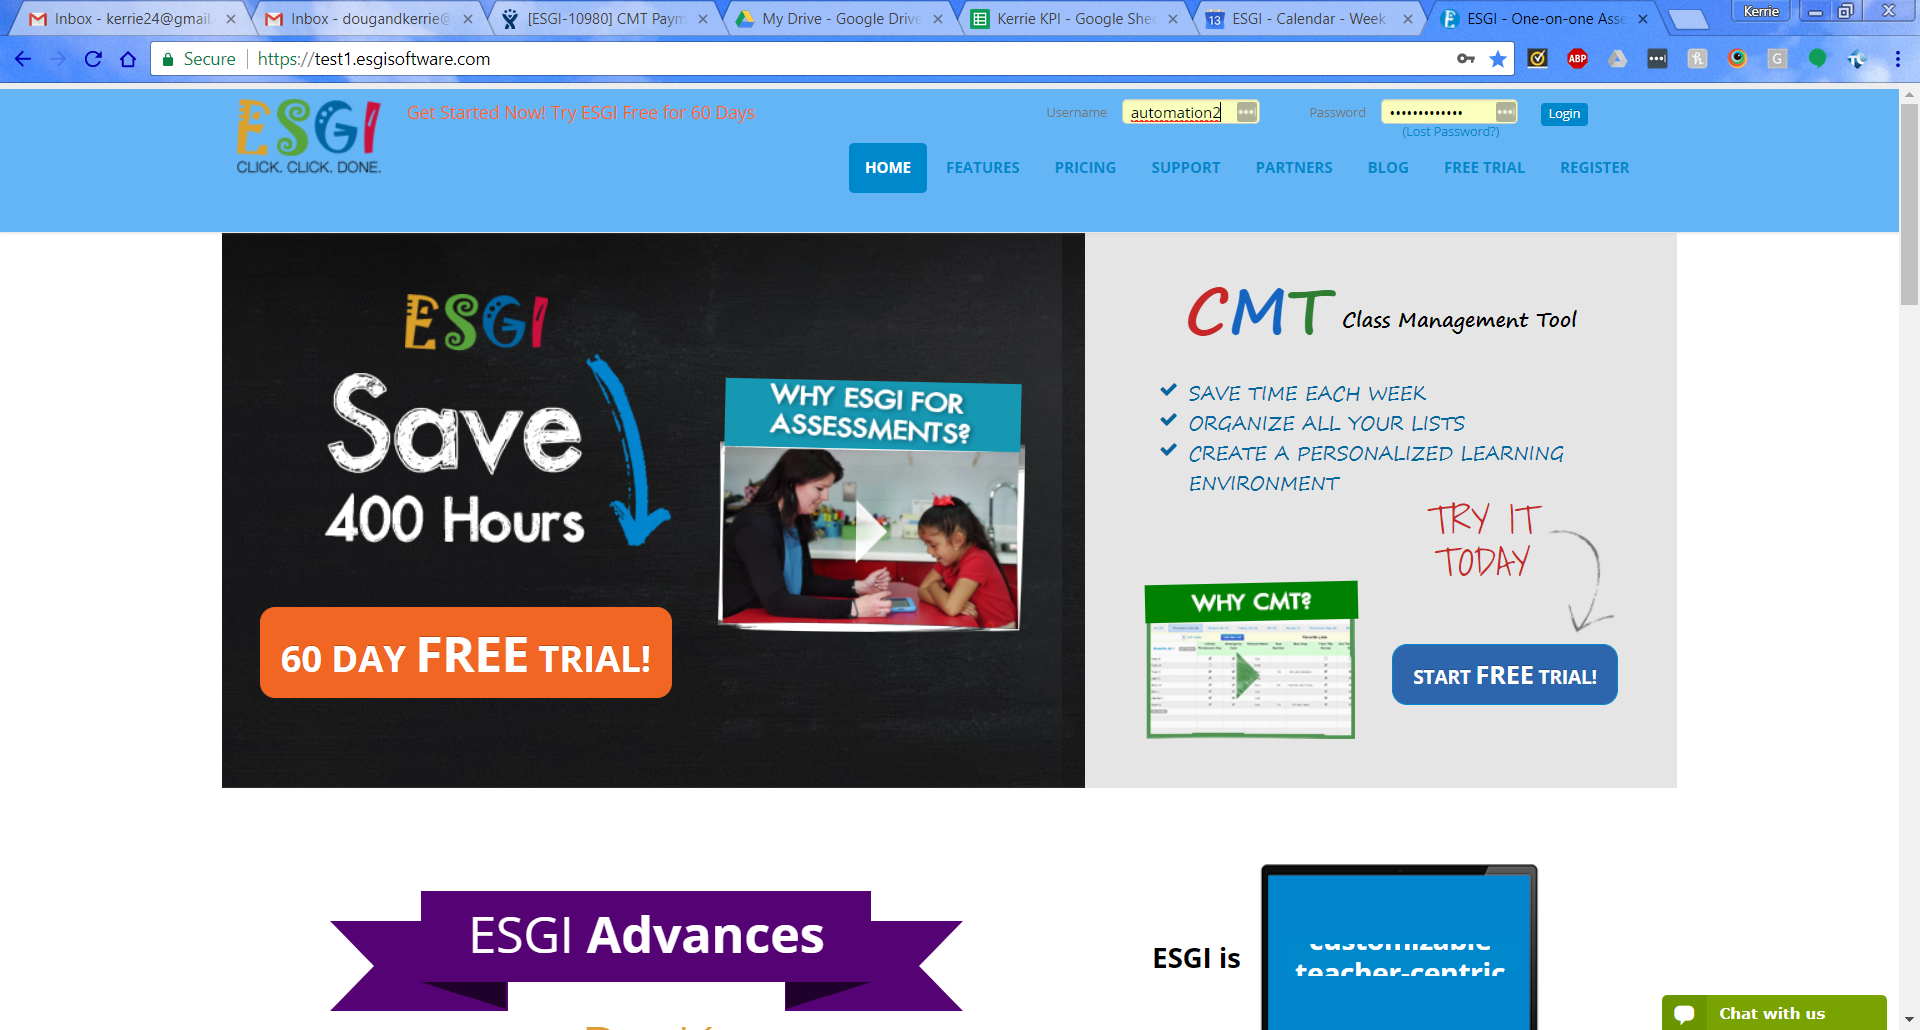 Inbox - kerrie24@gmail.
Inbox - dougandkerrie@
[ESGI-10980] CMT Paym
My Drive - Google Drive
Kerrie KPI - Google Shee
ESGI - Calendar - Week
ESGI - One-on-one Asse
Kerrie
Secure
https://test1.esgisoftware.com
ABP
ESGI
CLICK. CLICK. DONE.
Get Started Now! Try ESGI Free for 60 Days
Username
automation2
Password
•••••••••••••
Login
(Lost Password?)
HOME
FEATURES
PRICING
SUPPORT
PARTNERS
BLOG
FREE TRIAL
REGISTER
ESGI
Save
400 Hours
WHY ESGI FOR
ASSESSMENTS?
60 DAY FREE TRIAL!
CMT Class Management Tool
SAVE TIME EACH WEEK
ORGANIZE ALL YOUR LISTS
CREATE A PERSONALIZED LEARNING
ENVIRONMENT
TRY IT
TODAY
WHY CMT?
START FREE TRIAL!
ESGI Advances
ESGI is
customizable
teacher-centric
Chat with us